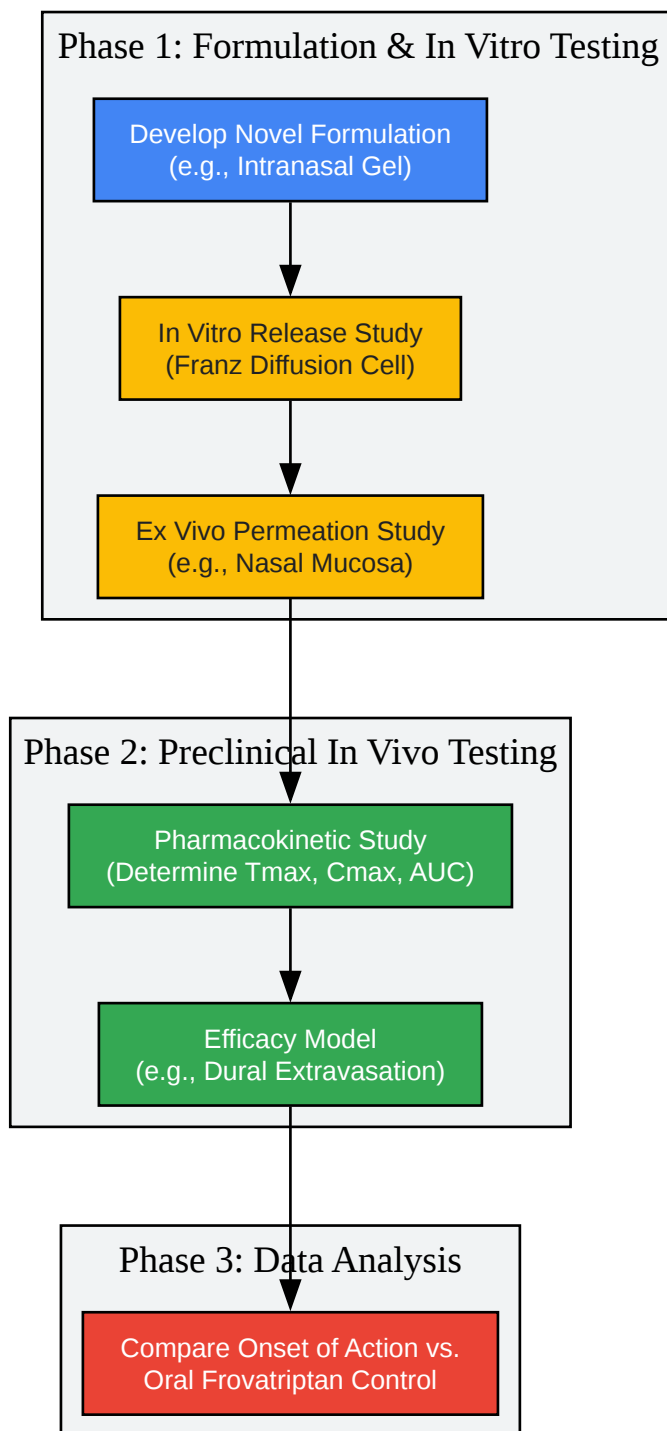 Phase 1: Formulation & In Vitro Testing
Develop Novel Formulation
(e.g., Intranasal Gel)
In Vitro Release Study
(Franz Diffusion Cell)
Ex Vivo Permeation Study
(e.g., Nasal Mucosa)
Phase 2: Preclinical In Vivo Testing
Pharmacokinetic Study
(Determine Tmax, Cmax, AUC)
Efficacy Model
(e.g., Dural Extravasation)
Phase 3: Data Analysis
Compare Onset of Action vs.
Oral Frovatriptan Control